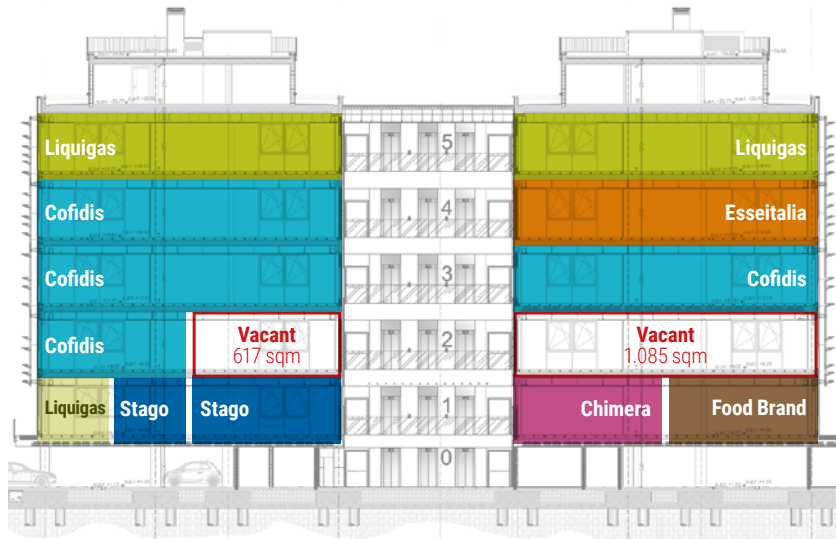 Liquigas
5
Liquigas
Cofidis
4
Esseitalia
Cofidis
3
Cofidis
Cofidis
Vacant
617 sqm
2
Vacant
1.085 sqm
Liquigas
Stago
Stago
1
Chimera
Food Brand
0